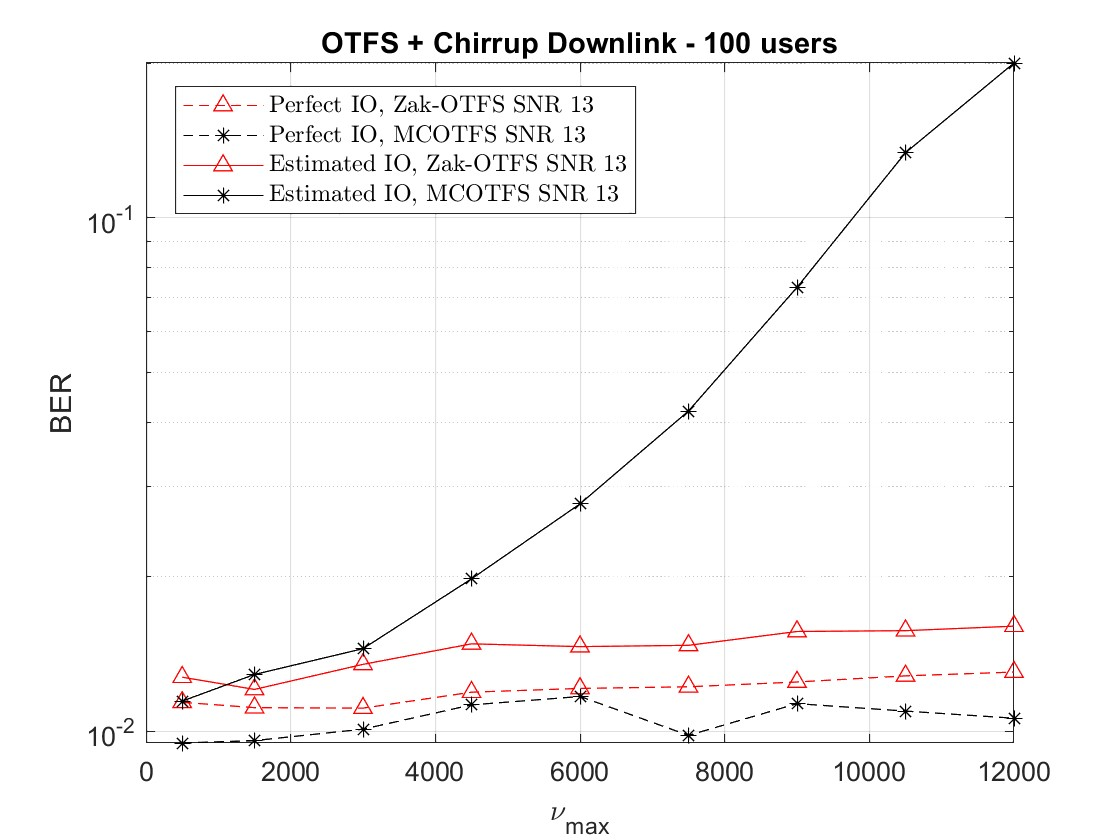 OTFS + Chirrup Downlink - 100 users
Perfect IO, Zak-OTFS SNR 13
Perfect IO, MCOTFS SNR 13
Estimated IO, Zak-OTFS SNR 13
Estimated IO, MCOTFS SNR 13
10^-1
BER
10^-2
0 2000 4000 6000 8000 10000 12000
ν_max